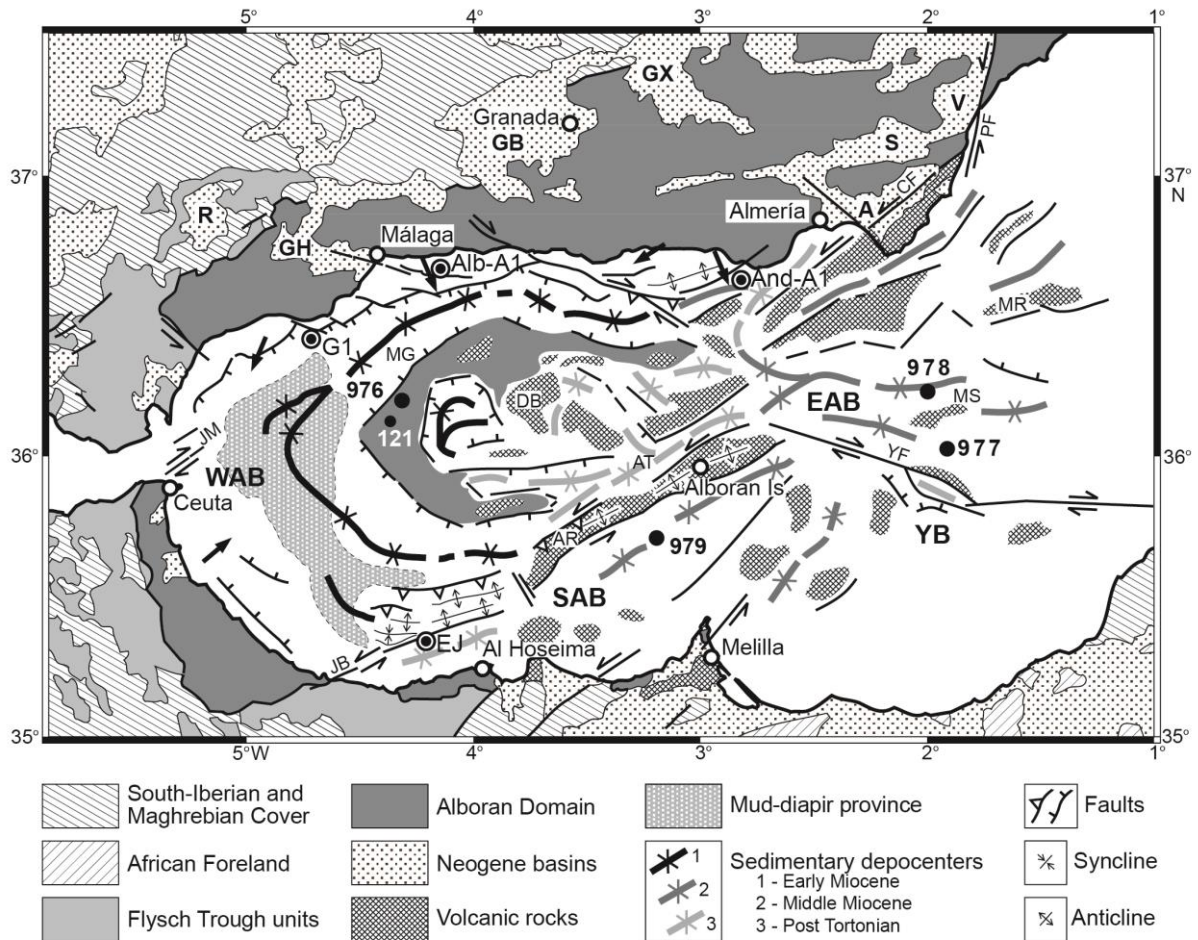 5° 4° 3° 2° 1°
GX
Granada
GB
V
S
PF
37° 37°
N
R
CF
Almería
A
GH
Málaga
Alb-A1
And-A1
MR
G1
MG
976
978
DB
EAB
MS
121
977
JM
36° 36°
WAB
AT
YF
Ceuta
Alboran Is
AR
979
YB
SAB
EJ
Al Hoseima
Melilla
JB
35° 35°
5°W 4° 3° 2° 1°
South-Iberian and
Maghrebian Cover
African Foreland
Flysch Trough units
Alboran Domain
Neogene basins
Volcanic rocks
Mud-diapir province
1
2
3
Sedimentary depocenters
1 - Early Miocene
2 - Middle Miocene
3 - Post Tortonian
Faults
Syncline
Anticline